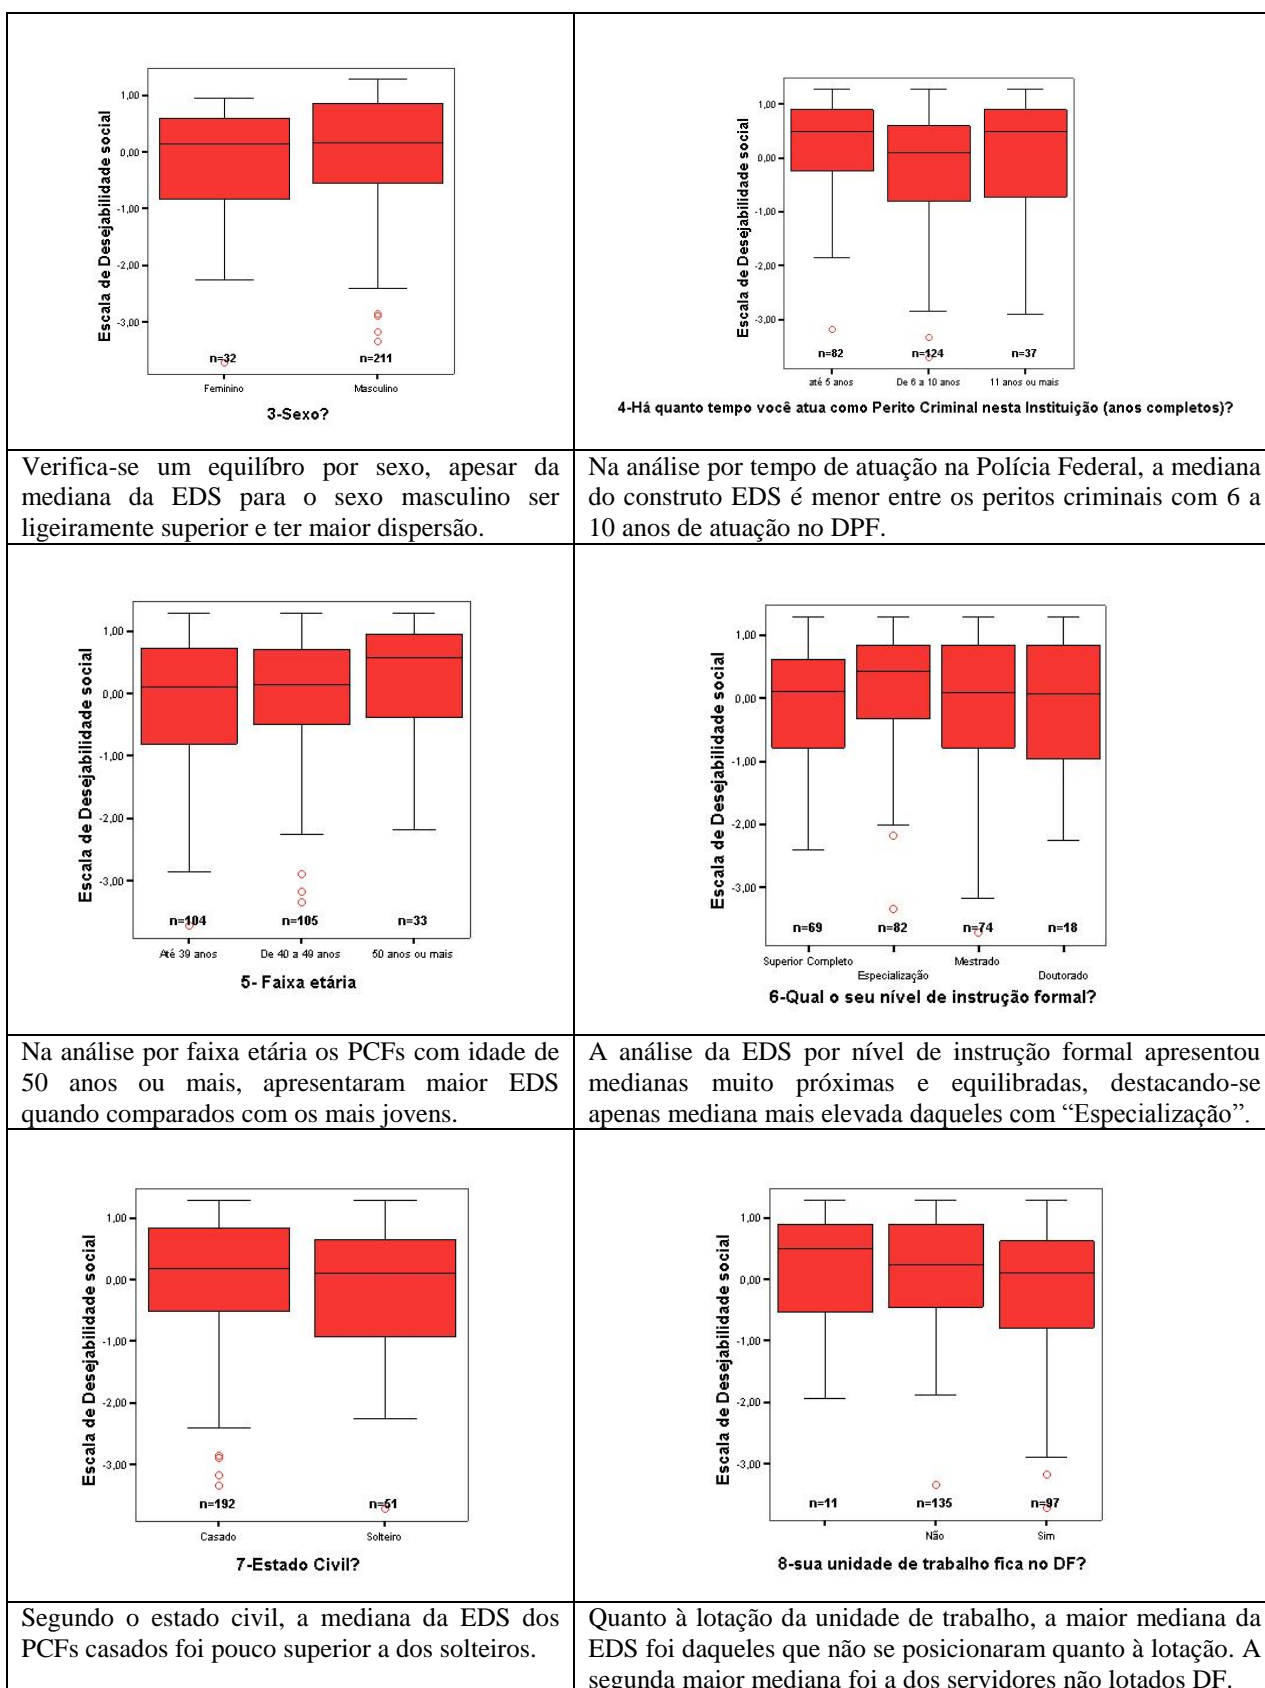 1,00
0,00
-1,00
-2,00
-3,00
Escala de Desejabilidade social
n=32
n=211
Feminino
Masculino
3-Sexo?
1,00
0,00
-1,00
-2,00
-3,00
Escala de Desejabilidade social
n=82
n=124
n=37
até 5 anos
De 6 a 10 anos
11 anos ou mais
4-Há quanto tempo você atua como Perito Criminal nesta Instituição (anos completos)?
Verifica-se um equilíbro por sexo, apesar da
mediana da EDS para o sexo masculino ser
ligeiramente superior e ter maior dispersão.
Na análise por tempo de atuação na Polícia Federal, a mediana
do construto EDS é menor entre os peritos criminais com 6 a
10 anos de atuação no DPF.
1,00
0,00
-1,00
-2,00
-3,00
Escala de Desejabilidade social
n=104
n=105
n=33
Até 39 anos
De 40 a 49 anos
50 anos ou mais
5- Faixa etária
1,00
0,00
-1,00
-2,00
-3,00
Escala de Desejabilidade social
n=69
n=82
n=74
n=18
Superior Completo
Especialização
Mestrado
Doutorado
6-Qual o seu nível de instrução formal?
Na análise por faixa etária os PCFs com idade de
50 anos ou mais, apresentaram maior EDS
quando comparados com os mais jovens.
A análise da EDS por nível de instrução formal apresentou
medianas muito próximas e equilibradas, destacando-se
apenas mediana mais elevada daqueles com “Especialização”.
1,00
0,00
-1,00
-2,00
-3,00
Escala de Desejabilidade social
n=192
n=51
Casado
Solteiro
7-Estado Civil?
1,00
0,00
-1,00
-2,00
-3,00
Escala de Desejabilidade social
n=11
n=135
n=97
Não
Sim
8-sua unidade de trabalho fica no DF?
Segundo o estado civil, a mediana da EDS dos
PCFs casados foi pouco superior a dos solteiros.
Quanto à lotação da unidade de trabalho, a maior mediana da
EDS foi daqueles que não se posicionaram quanto à lotação. A
segunda maior mediana foi a dos servidores não lotados DF.